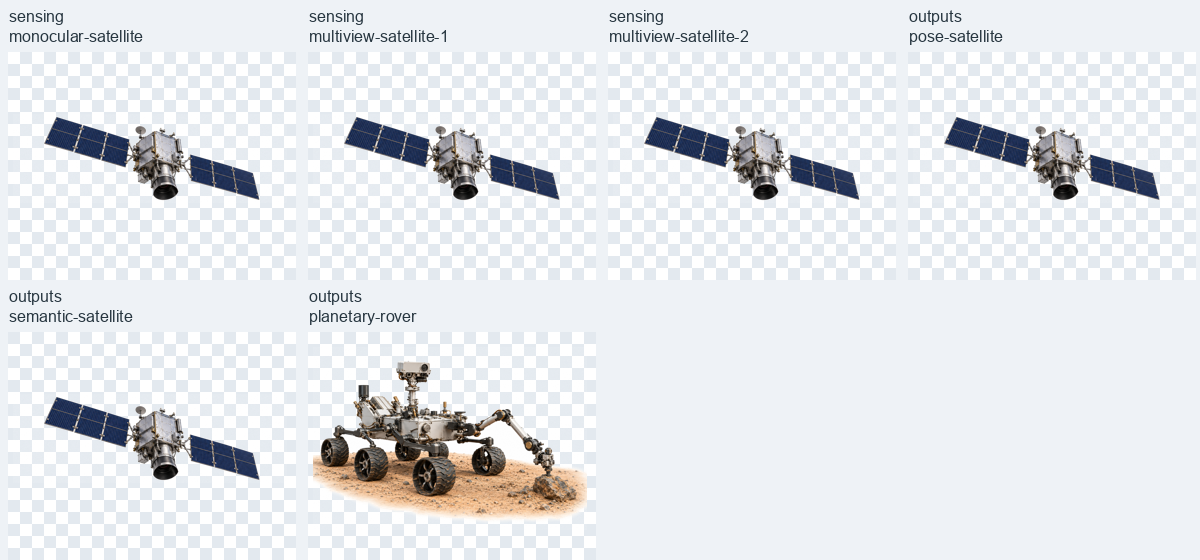 sensing
monocular-satellite
sensing
multiview-satellite-1
sensing
multiview-satellite-2
outputs
pose-satellite
outputs
semantic-satellite
outputs
planetary-rover